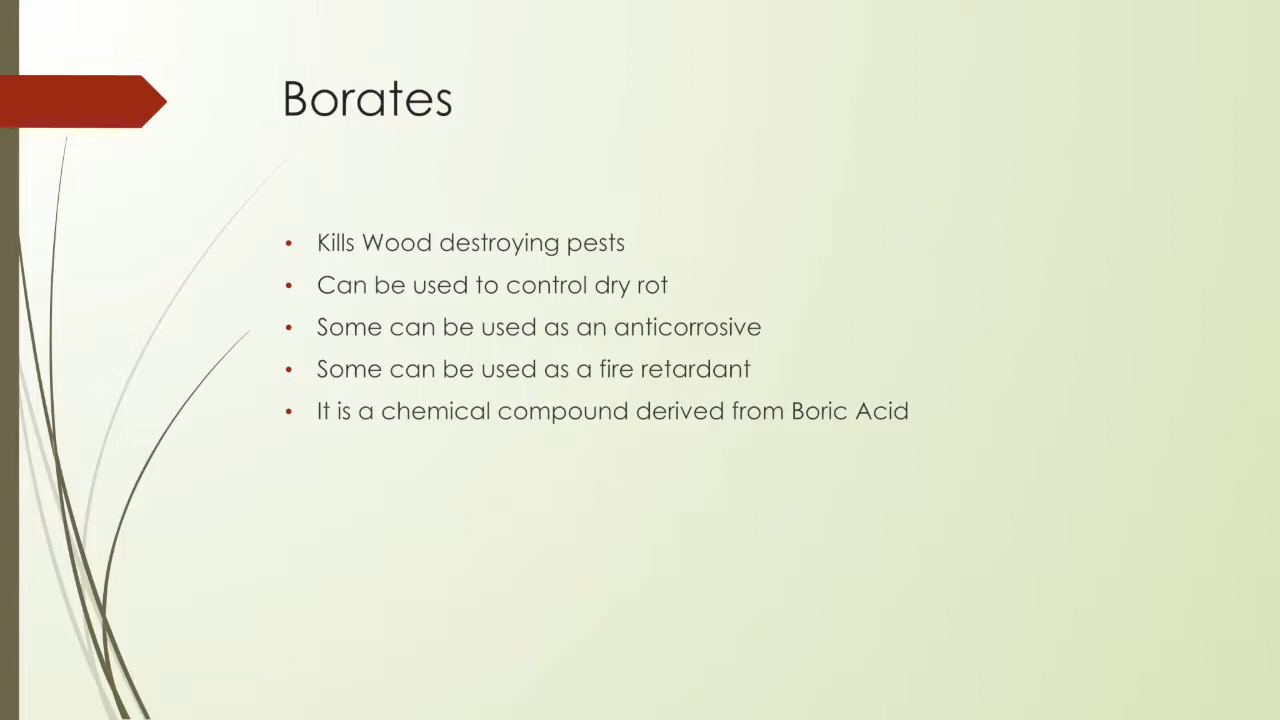 Borates
• Kills Wood destroying pests
• Can be used to control dry rot
• Some can be used as an anticorrosive
• Some can be used as a fire retardant
• It is a chemical compound derived from Boric Acid